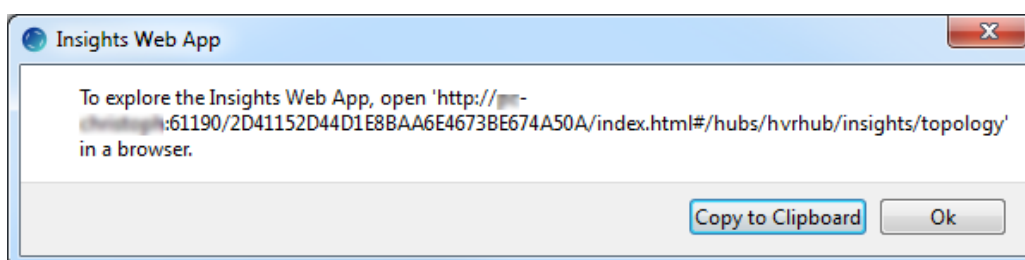 Insights Web App
To explore the Insights Web App, open 'http://
:61190/2D41152D44D1E8BAA6E4673BE674A50A/index.html#/hubs/hvrhub/insights/topology'
in a browser.
Copy to Clipboard
Ok